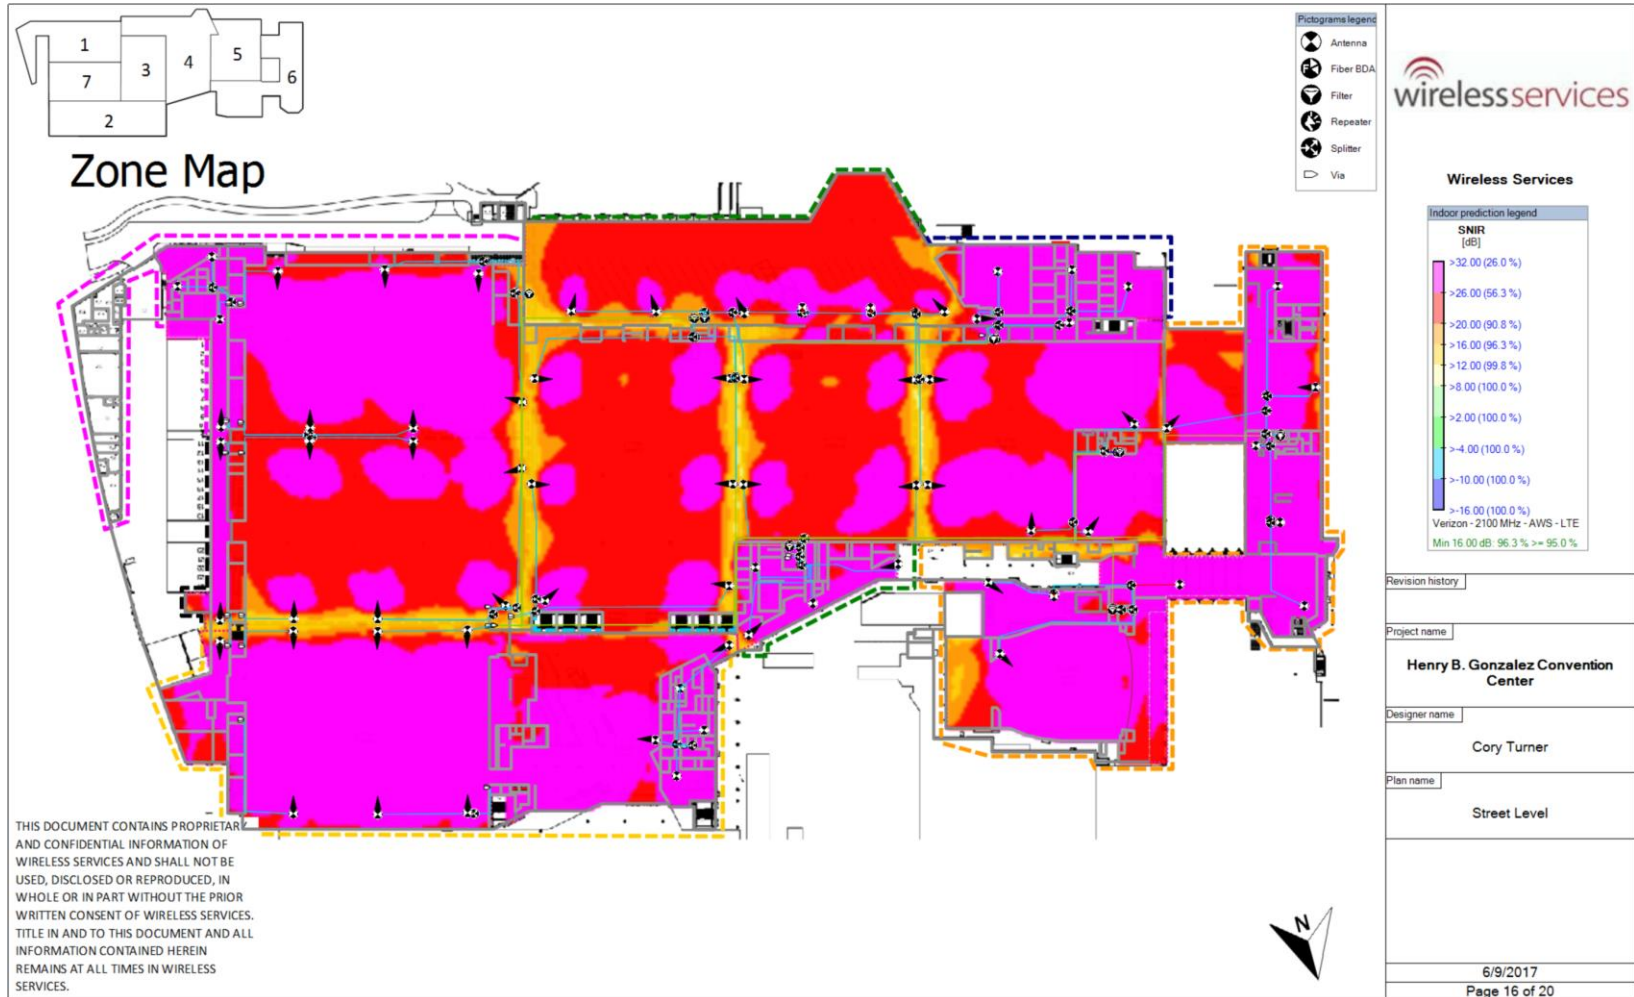 1
7
2
3
4
5
6
Zone Map
Pictograms legend
Antenna
Fiber BDA
Filter
Repeater
Splitter
Via
wirelessservices
Wireless Services
Indoor prediction legend
SNIR
[dB]
>32.00 (26.0 %)
>26.00 (56.3 %)
>20.00 (90.8 %)
>16.00 (96.3 %)
>12.00 (99.8 %)
>8.00 (100.0 %)
>2.00 (100.0 %)
>-4.00 (100.0 %)
>-10.00 (100.0 %)
>-16.00 (100.0 %)
Verizon - 2100 MHz - AWS - LTE
Min 16.00 dB: 96.3 % >= 95.0 %
Revision history
Project name
Henry B. Gonzalez Convention
Center
Designer name
Cory Turner
Plan name
Street Level
THIS DOCUMENT CONTAINS PROPRIETARY
AND CONFIDENTIAL INFORMATION OF
WIRELESS SERVICES AND SHALL NOT BE
USED, DISCLOSED OR REPRODUCED, IN
WHOLE OR IN PART WITHOUT THE PRIOR
WRITTEN CONSENT OF WIRELESS SERVICES.
TITLE IN AND TO THIS DOCUMENT AND ALL
INFORMATION CONTAINED HEREIN
REMAINS AT ALL TIMES IN WIRELESS
SERVICES.
N
6/9/2017
Page 16 of 20